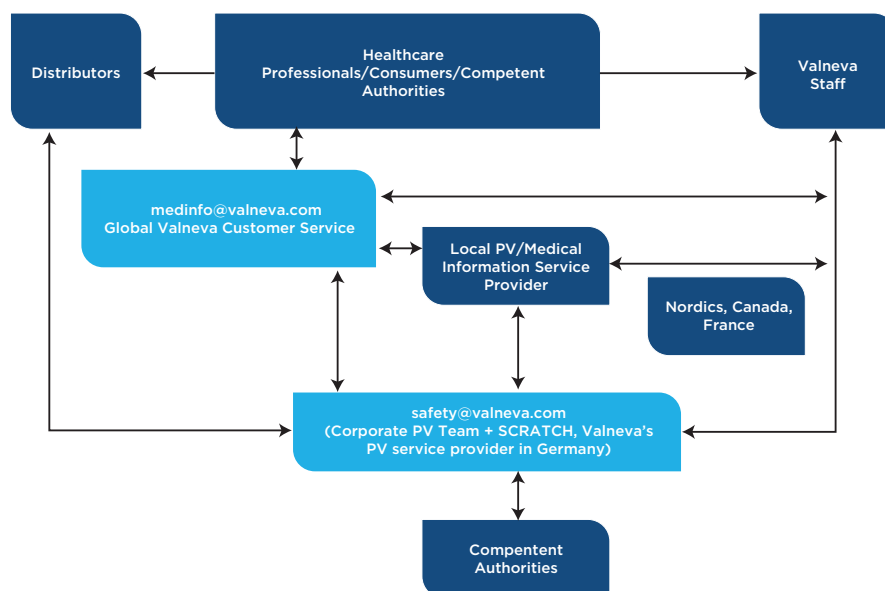 Distributors
Healthcare
Professionals/Consumers/Competent
Authorities
Valneva
Staff
medinfo@valneva.com
Global Valneva Customer Service
Local PV/Medical
Information Service
Provider
Nordics, Canada,
France
safety@valneva.com
(Corporate PV Team + SCRATCH, Valneva’s
PV service provider in Germany)
Compentent
Authorities